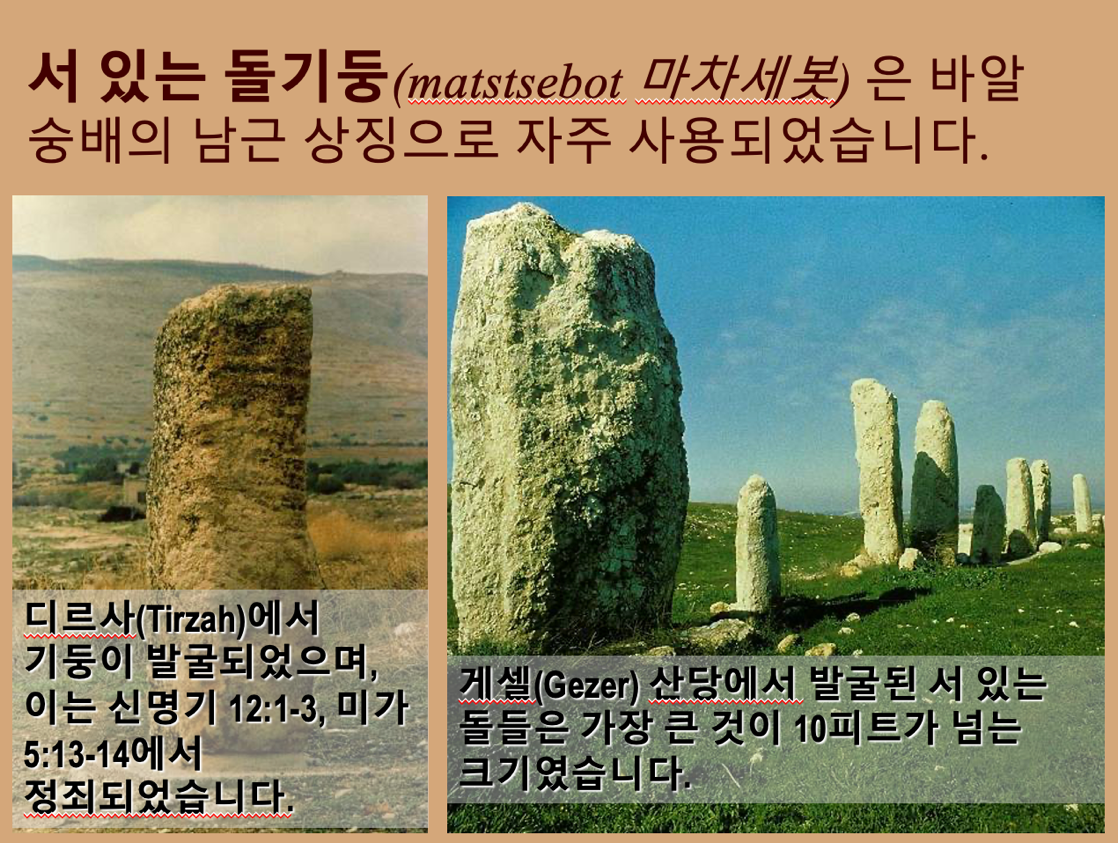 서 있는 돌기둥(matstsebot 마차세봇) 은 바알
숭배의 남근 상징으로 자주 사용되었습니다.
디르사(Tirzah)에서
기둥이 발굴되었으며,
이는 신명기 12:1-3, 미가
5:13-14에서
정죄되었습니다.
게셀(Gezer) 산당에서 발굴된 서 있는
돌들은 가장 큰 것이 10피트가 넘는
크기였습니다.